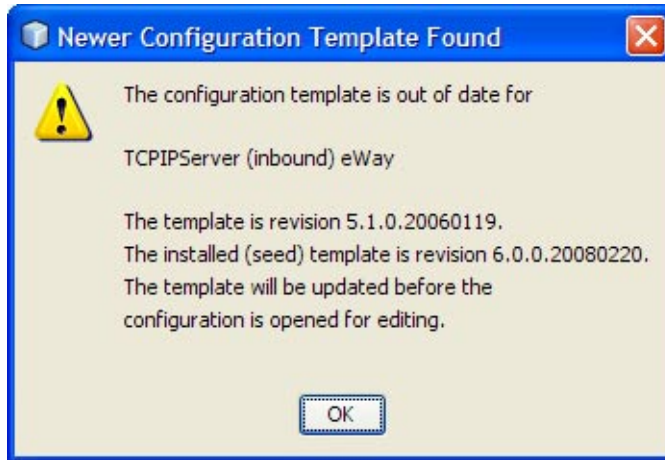 Newer Configuration Template Found
The configuration template is out of date for
TCPIPServer (inbound) eWay
The template is revision 5.1.0.20060119.
The installed (seed) template is revision 6.0.0.20080220.
The template will be updated before the
configuration is opened for editing.
OK